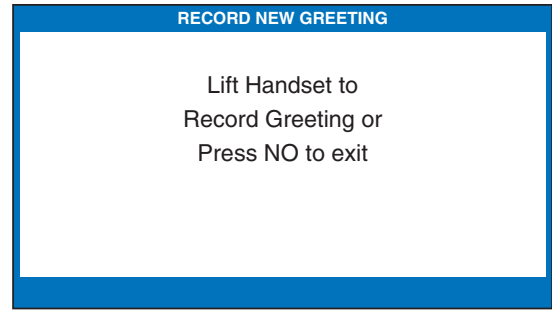 RECORD NEW GREETING
Lift Handset to
Record Greeting or
Press NO to exit